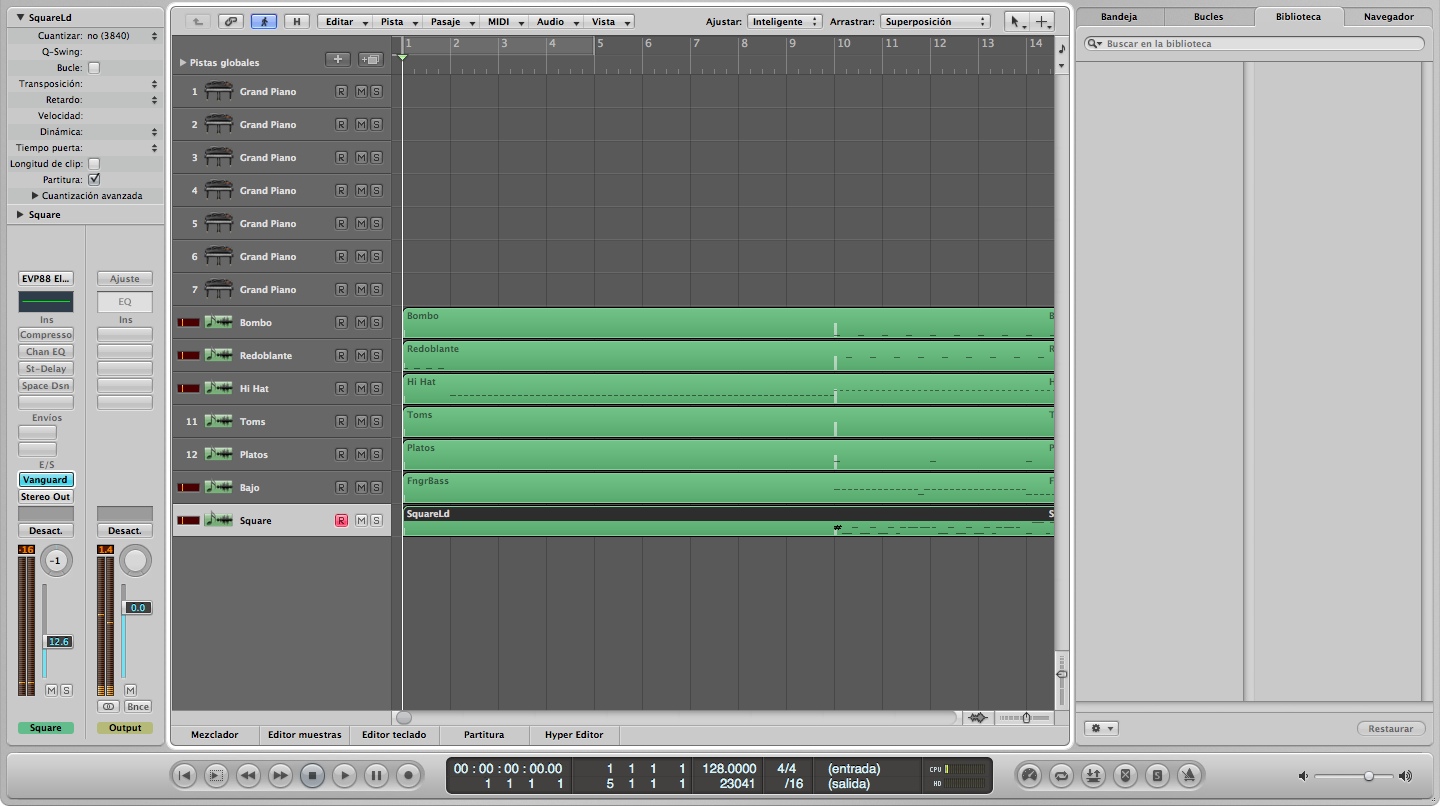 SquareLd
Cuantizar: no (3840)
Q-Swing:
Bucle:
Transposición:
Retardo:
Velocidad:
Dinámica:
Tiempo puerta:
Longitud de clip:
Partitura:
Cuantización avanzada
Square
EVP88 El...
Ajuste
EQ
Ins
Ins
Compresso
Chan EQ
St-Delay
Space Dsn
Envíos
E/S
Vanguard
Stereo Out
Desact.
Desact.
-16
1.4
-1
0.0
12.6
M S
M
Bnce
Square
Output
H
Editar
Pista
Pasaje
MIDI
Audio
Vista
Ajustar: Inteligente
Arrastrar: Superposición
Pistas globales
1 2 3 4 5 6 7 8 9 10 11 12 13 14
1 Grand Piano R M S
2 Grand Piano R M S
3 Grand Piano R M S
4 Grand Piano R M S
5 Grand Piano R M S
6 Grand Piano R M S
7 Grand Piano R M S
Bombo R M S
Redoblante R M S
Hi Hat R M S
11 Toms R M S
12 Platos R M S
Bajo R M S
Square R M S
Bombo B
Redoblante R
Hi Hat H
Toms T
Platos P
FngrBass F
SquareLd S
Mezclador
Editor muestras
Editor teclado
Partitura
Hyper Editor
Bandeja
Bucles
Biblioteca
Navegador
Buscar en la biblioteca
Restaurar
00 : 00 : 00 : 00.00 1 1 1 1 128.0000 4/4 (entrada) CPU
1 1 1 1 5 1 1 1 23041 /16 (salida) HD
S